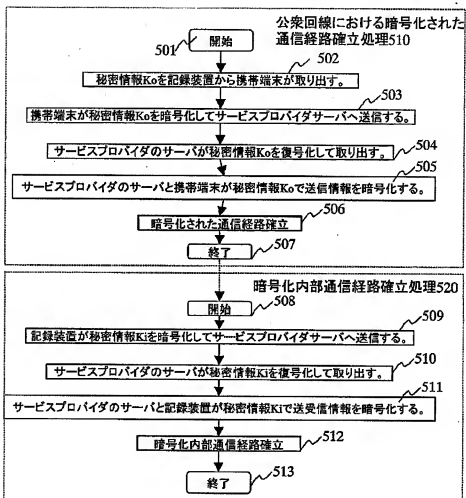 公衆回線における暗号化された
通信経路確立処理510
開始
501
502
秘密情報Koを記録装置から携帯端末が取り出す。
503
携帯端末が秘密情報Koを暗号化してサービスプロバイダサーバへ送信する。
504
サービスプロバイダのサーバが秘密情報Koを復号化して取り出す。
505
サービスプロバイダのサーバと携帯端末が秘密情報Koで送信情報を暗号化する。
506
暗号化された通信経路確立
終了
507
暗号化内部通信経路確立処理520
開始
508
509
記録装置が秘密情報Kiを暗号化してサービスプロバイダサーバへ送信する。
510
サービスプロバイダのサーバが秘密情報Kiを復号化して取り出す。
511
サービスプロバイダのサーバと記録装置が秘密情報Kiで送受信情報を暗号化する。
512
暗号化内部通信経路確立
終了
513